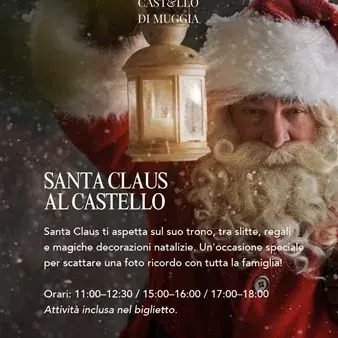 CASTELLO
DI MUGGIA
SANTA CLAUS
AL CASTELLO
Santa Claus ti aspetta sul suo trono, tra slitte, regali
e magiche decorazioni natalizie. Un'occasione speciale
per scattare una foto ricordo con tutta la famiglia!
Orari: 11:00–12:30 / 15:00–16:00 / 17:00–18:00
Attività inclusa nel biglietto.